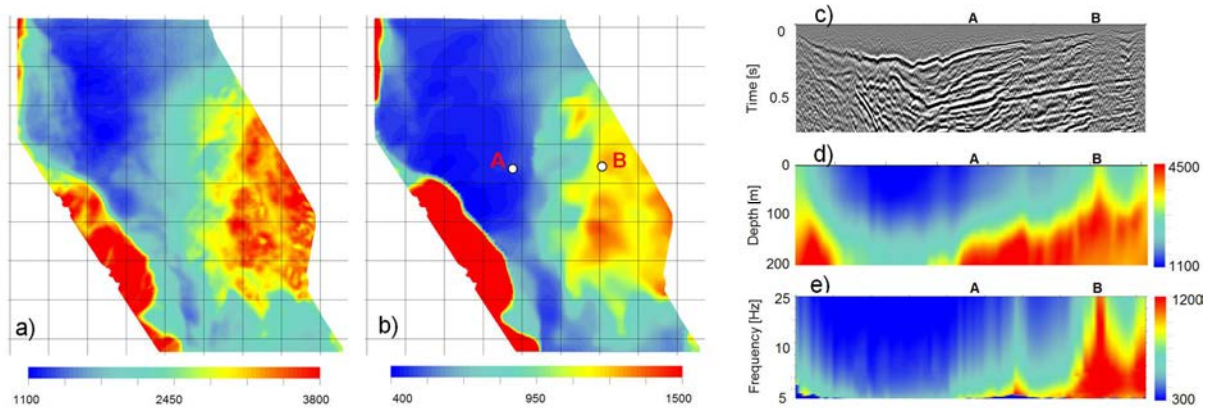 a)
1100 2450 3800
b)
A
B
400 950 1500
c)
A B
Time [s]
0
0.5
d)
Depth [m]
0
100
200
4500
1100
A B
e)
Frequency [Hz]
25
10
5
1200
300